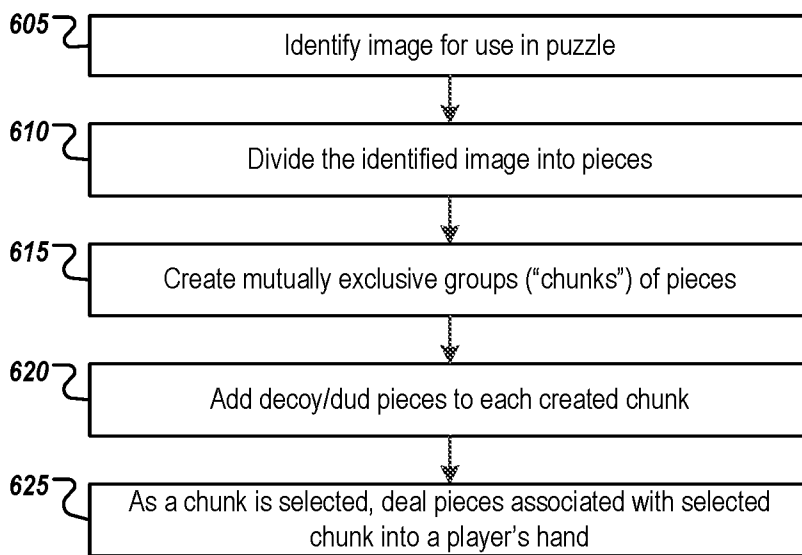 605
Identify image for use in puzzle
610
Divide the identified image into pieces
615
Create mutually exclusive groups (“chunks”) of pieces
620
Add decoy/dud pieces to each created chunk
625
As a chunk is selected, deal pieces associated with selected
chunk into a player’s hand